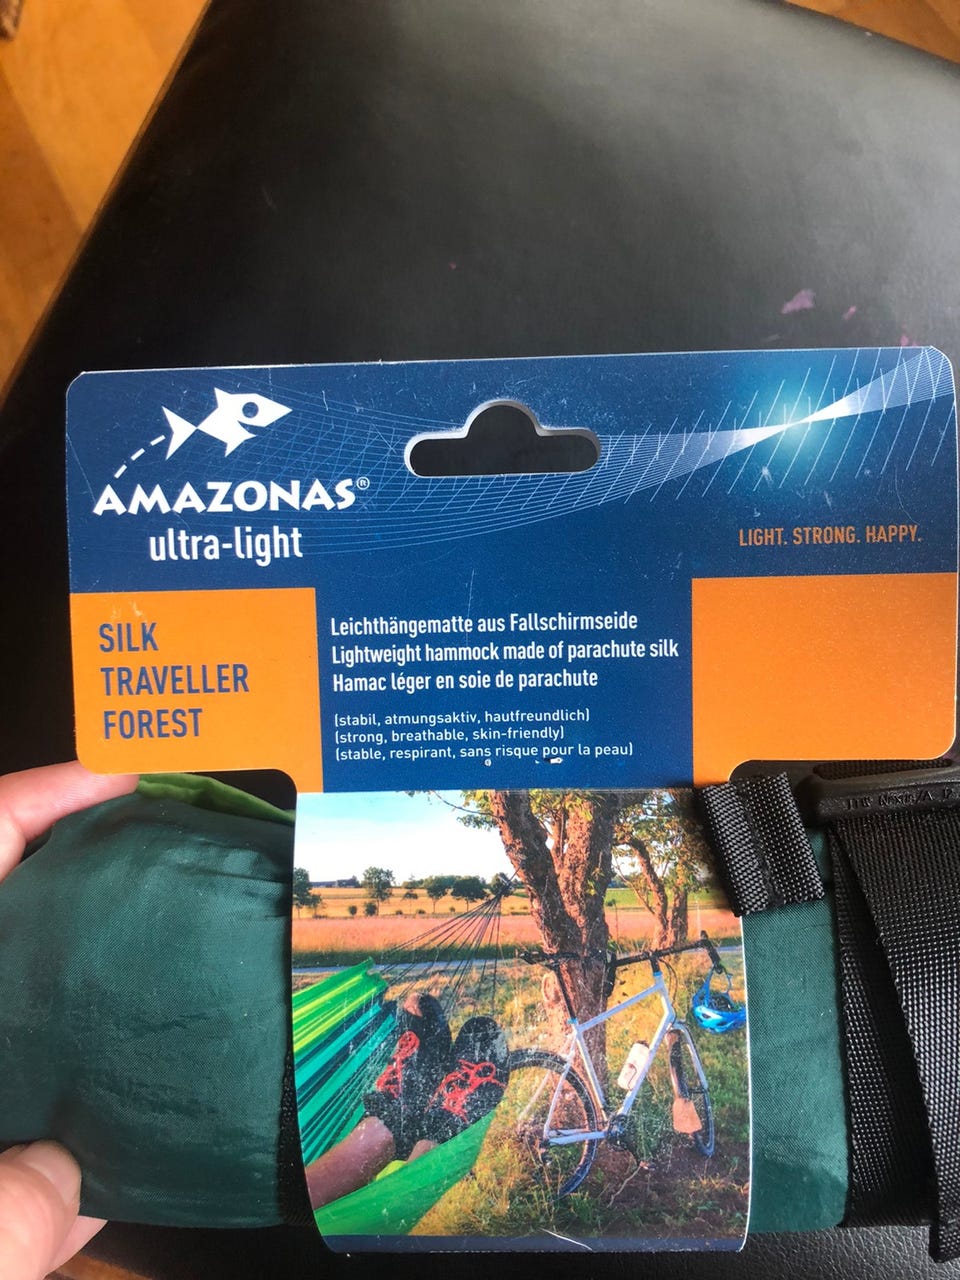 AMAZONAS®
ultra-light
LIGHT. STRONG. HAPPY.
SILK
TRAVELLER
FOREST
Leichthängematte aus Fallschirmseide
Lightweight hammock made of parachute silk
Hamac léger en soie de parachute
(stabil, atmungsaktiv, hautfreundlich)
(strong, breathable, skin-friendly)
(stable, respirant, sans risque pour la peau)